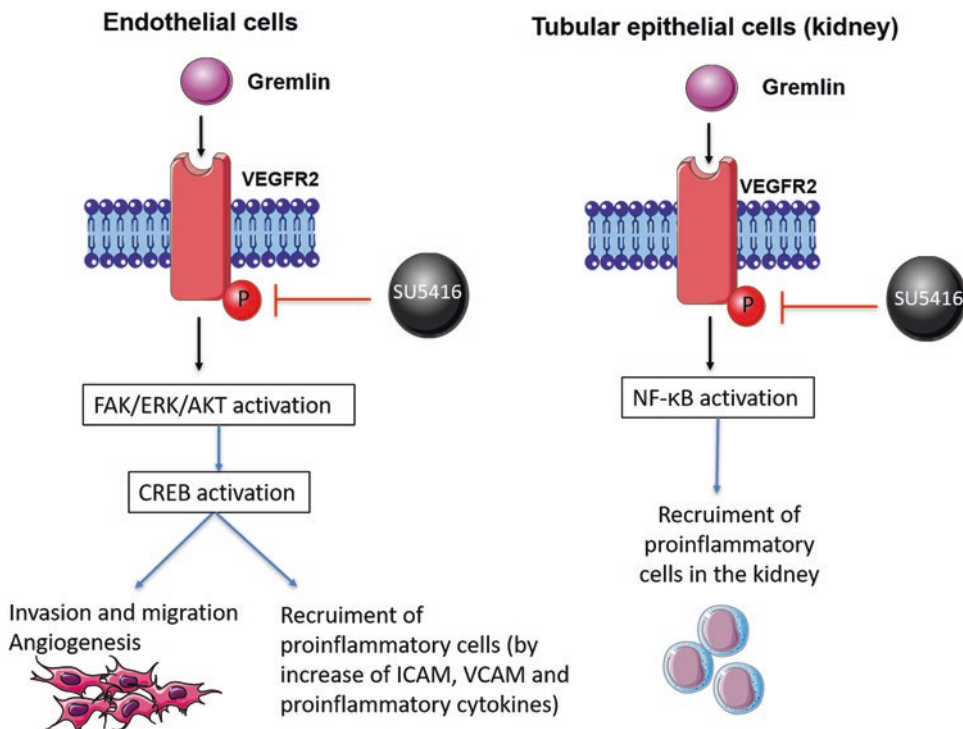 Endothelial cells
Gremlin
VEGFR2
P
SU5416
FAK/ERK/AKT activation
CREB activation
Invasion and migration
Angiogenesis
Recruiment of
proinflammatory cells (by
increase of ICAM, VCAM and
proinflammatory cytokines)
Tubular epithelial cells (kidney)
Gremlin
VEGFR2
P
SU5416
NF-κB activation
Recruiment of
proinflammatory
cells in the kidney